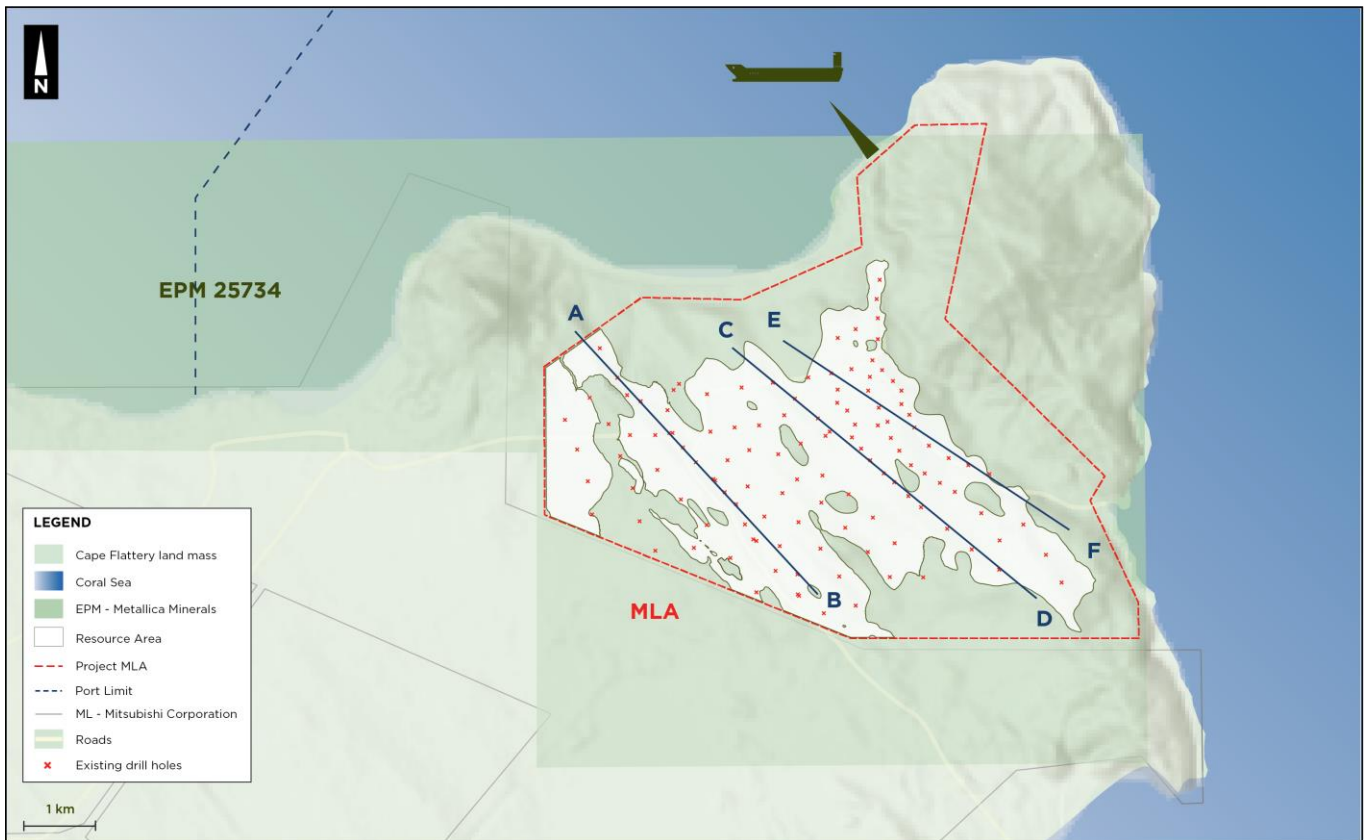 N
EPM 25734
A
C
E
F
B
D
MLA
LEGEND
Cape Flattery land mass
Coral Sea
EPM - Metallica Minerals
Resource Area
Project MLA
Port Limit
ML - Mitsubishi Corporation
Roads
Existing drill holes
1 km